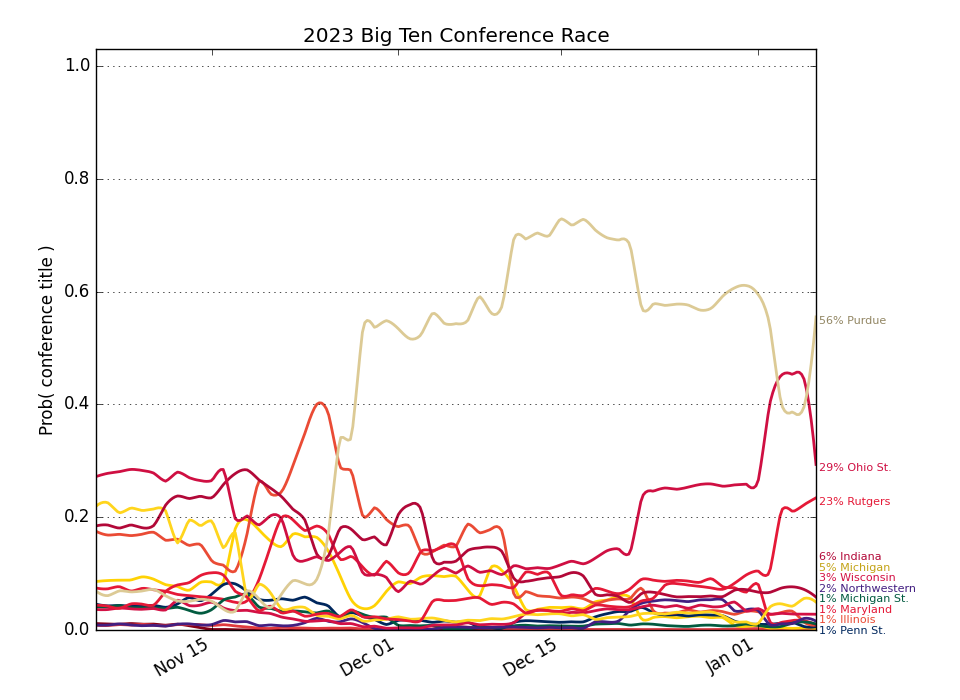 2023 Big Ten Conference Race
Prob( conference title )
1.0
0.8
0.6
0.4
0.2
0.0
Nov 15
Dec 01
Dec 15
Jan 01
56% Purdue
29% Ohio St.
23% Rutgers
6% Indiana
5% Michigan
3% Wisconsin
2% Northwestern
1% Michigan St.
1% Maryland
1% Illinois
1% Penn St.